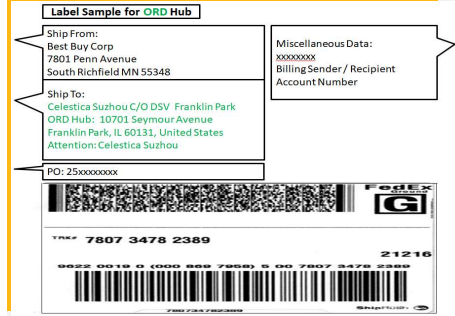 Label Sample for ORD Hub
Ship From:
Best Buy Corp
7801 Penn Avenue
South Richfield MN 55348
Miscellaneous Data:
xxxxxxxx
Billing Sender / Recipient
Account Number
Ship To:
Celestica Suzhou C/O DSV Franklin Park
ORD Hub: 10701 Seymour Avenue
Franklin Park, IL 60131, United States
Attention: Celestica Suzhou
PO: 25xxxxxxxx
FedEx
Ground
G
TRK# 7807 3478 2389
21216
9622 0019 0 (000 869 7958) 5 00 7807 3478 2389
780734782389
ShipRush